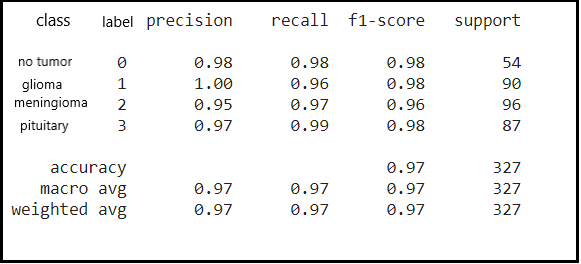 class label precision recall f1-score support
no tumor 0 0.98 0.98 0.98 54
glioma 1 1.00 0.96 0.98 90
meningioma 2 0.95 0.97 0.96 96
pituitary 3 0.97 0.99 0.98 87
accuracy 0.97 327
macro avg 0.97 0.97 0.97 327
weighted avg 0.97 0.97 0.97 327